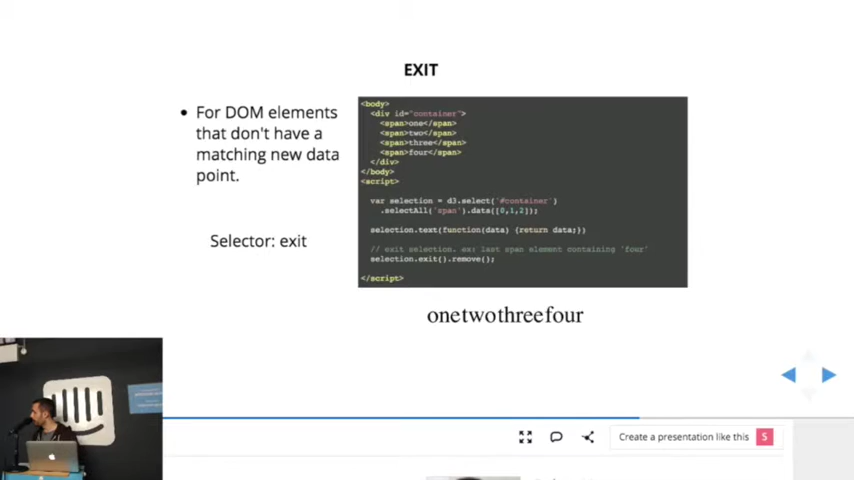 EXIT
• For DOM elements
that don't have a
matching new data
point.
Selector: exit
<body>
<div id="container">
<span>one</span>
<span>two</span>
<span>three</span>
<span>four</span>
</div>
</body>
<script>
var selection = d3.select('#container')
.selectAll('span').data([0,1,2]);
selection.text(function(data) {return data;})
// exit selection. ex: last span element containing 'four'
selection.exit().remove();
</script>
onetwothreefour
Create a presentation like this S